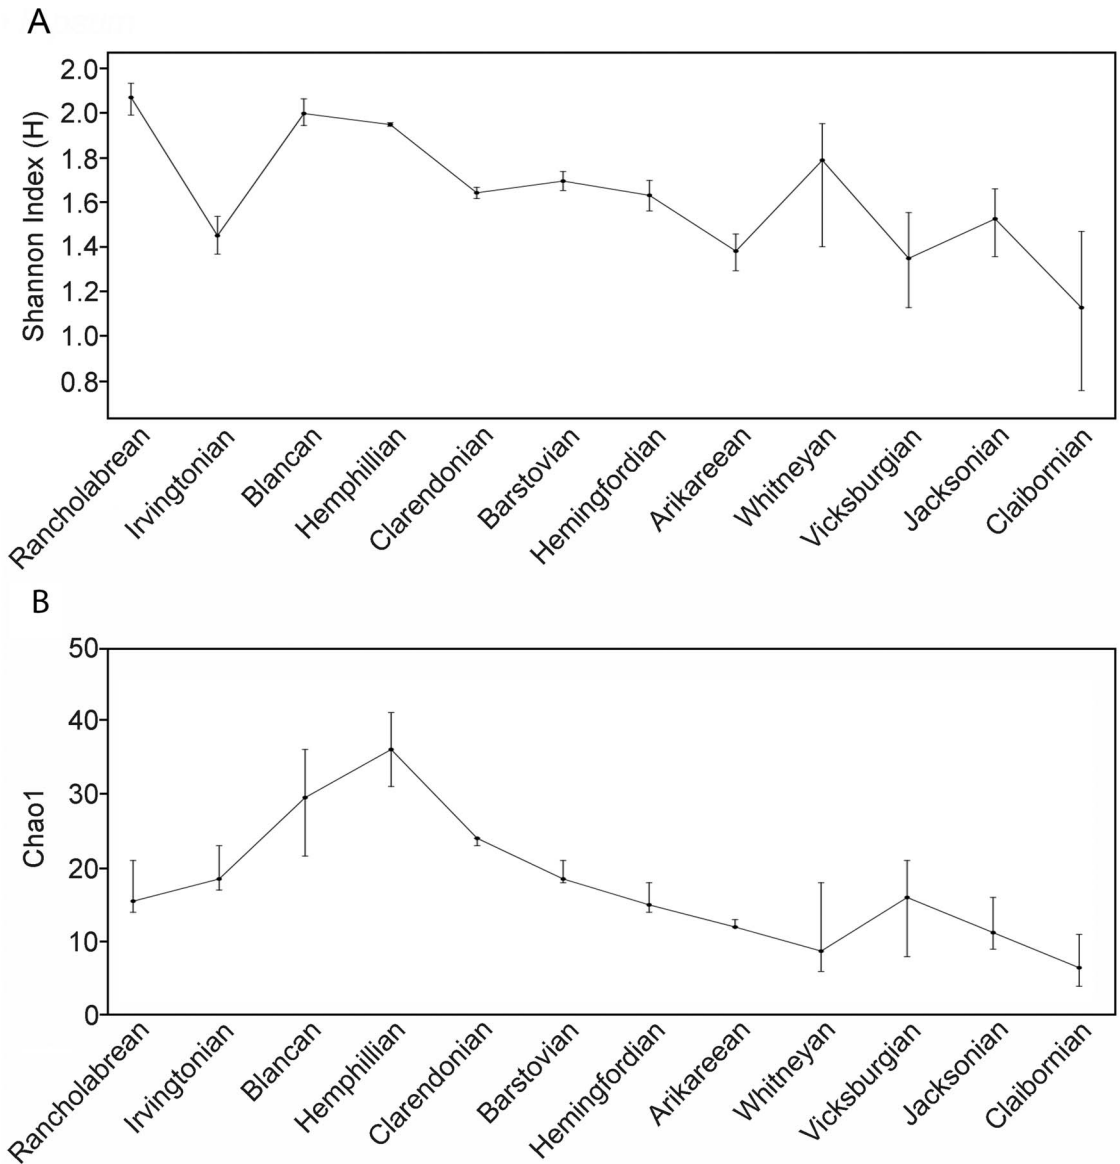 A
Shannon Index (H)
2.0
2.0
1.8
1.6
1.4
1.2
1.0
0.8
Rancholabrean
Irvingtonian
Blancan
Hemphillian
Clarendonian
Barstovian
Hemingfordian
Arikareean
Whitneyan
Vicksburgian
Jacksonian
Claibornian
B
Chao1
50
40
30
20
10
0
Rancholabrean
Irvingtonian
Blancan
Hemphillian
Clarendonian
Barstovian
Hemingfordian
Arikareean
Whitneyan
Vicksburgian
Jacksonian
Claibornian